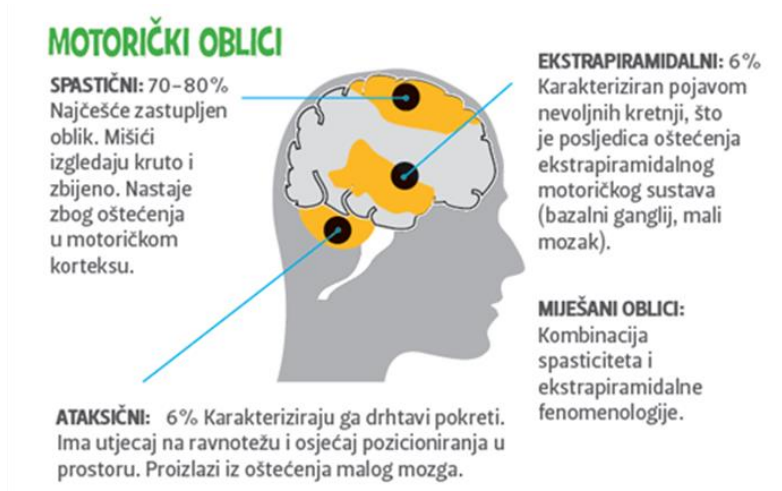 MOTORIČKI OBLICI
SPASTIČNI: 70–80%
Najčešće zastupljen
oblik. Mišići
izgledaju kruto i
zbijeno. Nastaje
zbog oštećenja
u motoričkom
korteksu.
EKSTRAPIRAMIDALNI: 6%
Karakteriziran pojavom
nevoljnih kretnji, što
je posljedica oštećenja
ekstrapiramidalnog
motoričkog sustava
(bazalni ganglij, mali
mozak).
MIJEŠANI OBLICI:
Kombinacija
spasticiteta i
ekstrapiramidalne
fenomenologije.
ATAKSIČNI: 6% Karakteriziraju ga drhtavi pokreti.
Ima utjecaj na ravnotežu i osjećaj pozicioniranja u
prostoru. Proizlazi iz oštećenja malog mozga.